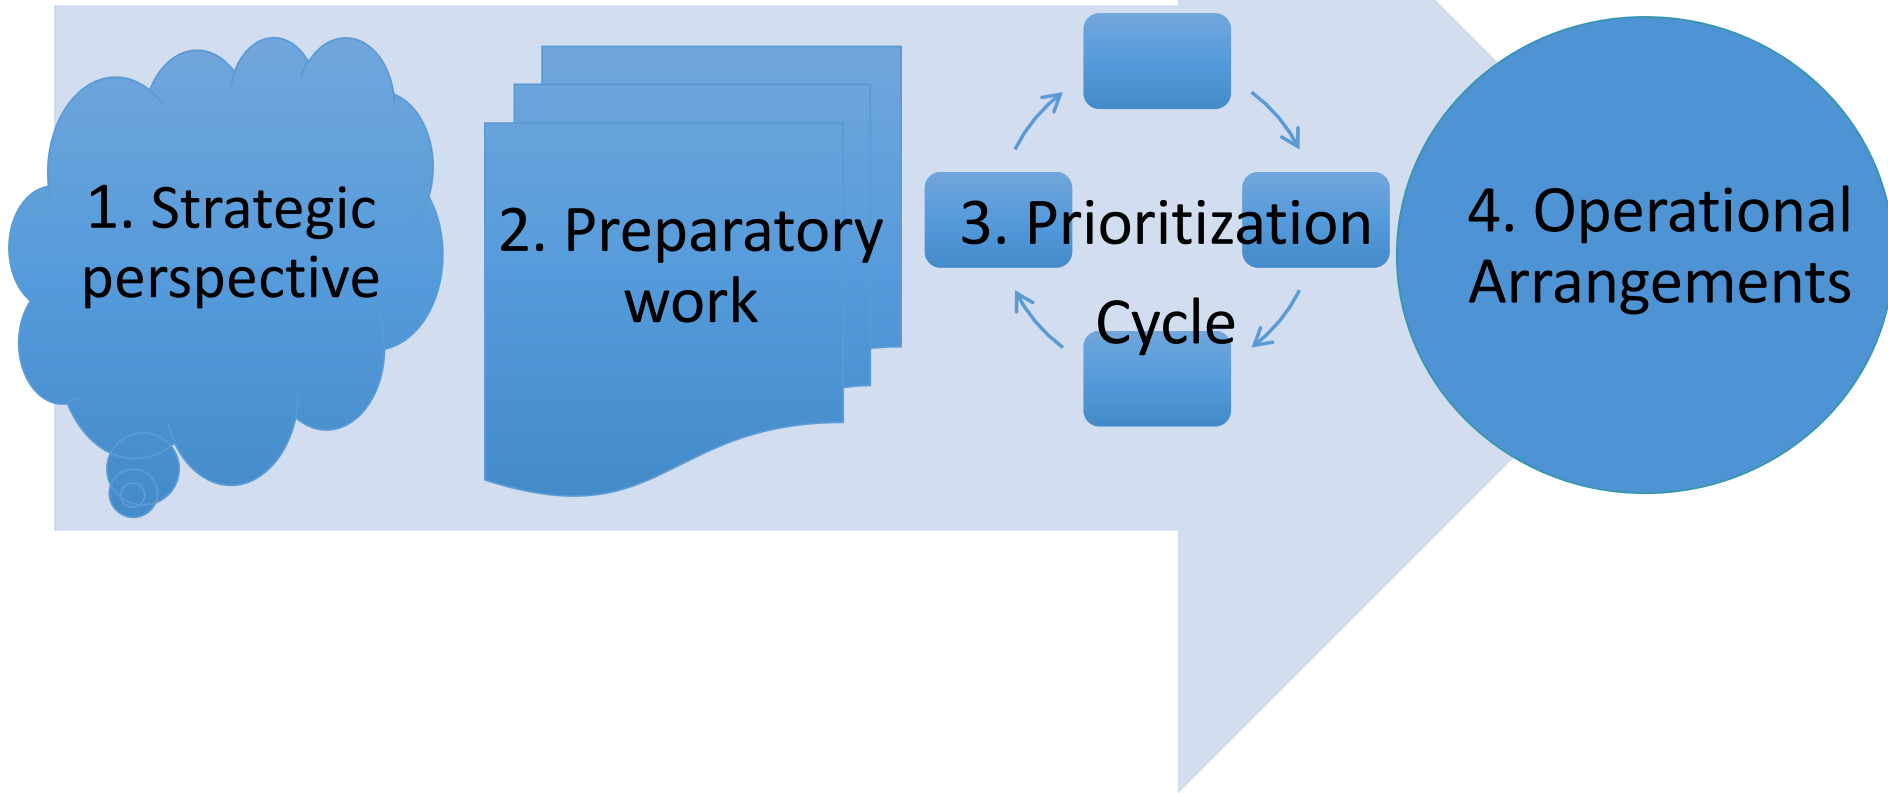 1. Strategic
perspective
2. Preparatory
work
3. Prioritization
Cycle
4. Operational
Arrangements